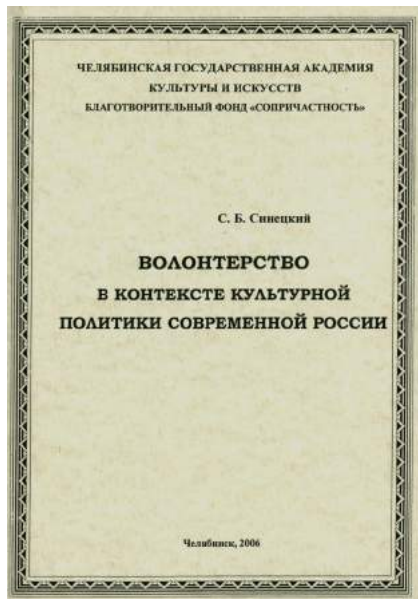 ЧЕЛЯБИНСКАЯ ГОСУДАРСТВЕННАЯ АКАДЕМИЯ
КУЛЬТУРЫ И ИСКУССТВ
БЛАГОТВОРИТЕЛЬНЫЙ ФОНД «СОПРИЧАСТНОСТЬ»
С. Б. Синецкий
ВОЛОНТЕРСТВО
В КОНТЕКСТЕ КУЛЬТУРНОЙ
ПОЛИТИКИ СОВРЕМЕННОЙ РОССИИ
Челябинск, 2006